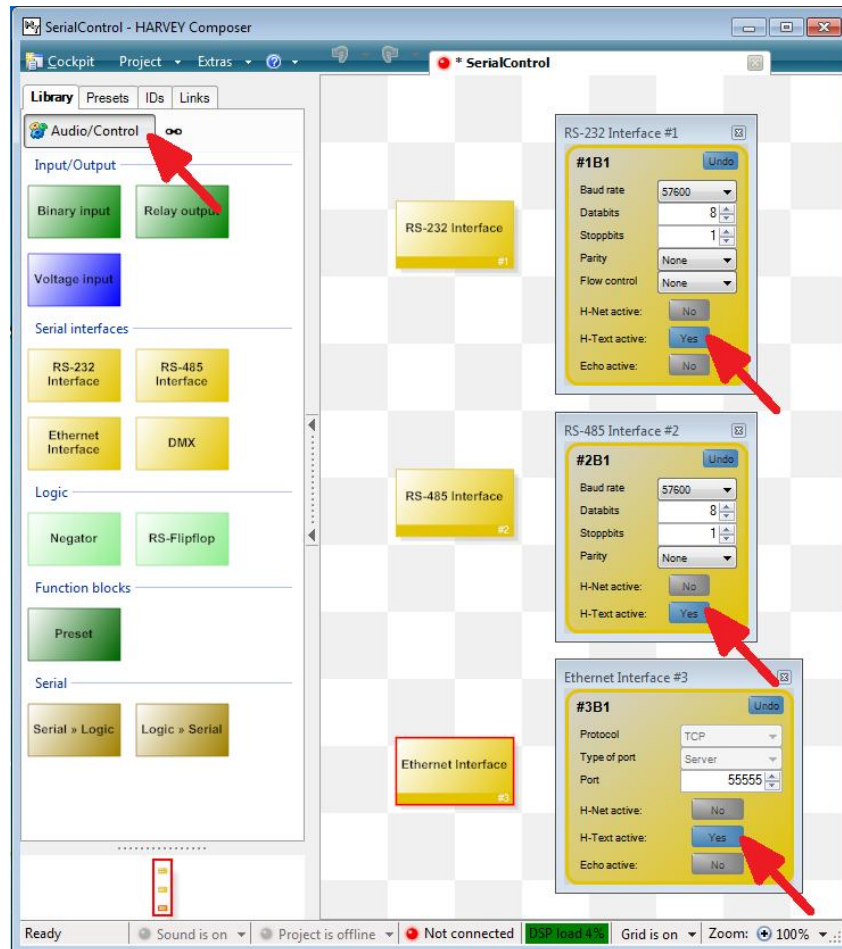 SerialControl - HARVEY Composer
Cockpit Project Extras
* SerialControl
Library Presets IDs Links
Audio/Control
Input/Output
Binary input Relay output
Voltage input
Serial interfaces
RS-232 Interface RS-485 Interface
Ethernet Interface DMX
Logic
Negator RS-Flipflop
Function blocks
Preset
Serial
Serial » Logic Logic » Serial
RS-232 Interface
#1
RS-485 Interface
#2
Ethernet Interface
#3
RS-232 Interface #1
#1B1 Undo
Baud rate 57600
Databits 8
Stoppbits 1
Parity None
Flow control None
H-Net active: No
H-Text active: Yes
Echo active: No
RS-485 Interface #2
#2B1 Undo
Baud rate 57600
Databits 8
Stoppbits 1
Parity None
H-Net active: No
H-Text active: Yes
Ethernet Interface #3
#3B1 Undo
Protocol TCP
Type of port Server
Port 55555
H-Net active: No
H-Text active: Yes
Echo active: No
Ready Sound is on Project is offline Not connected DSP load 4% Grid is on Zoom: 100%